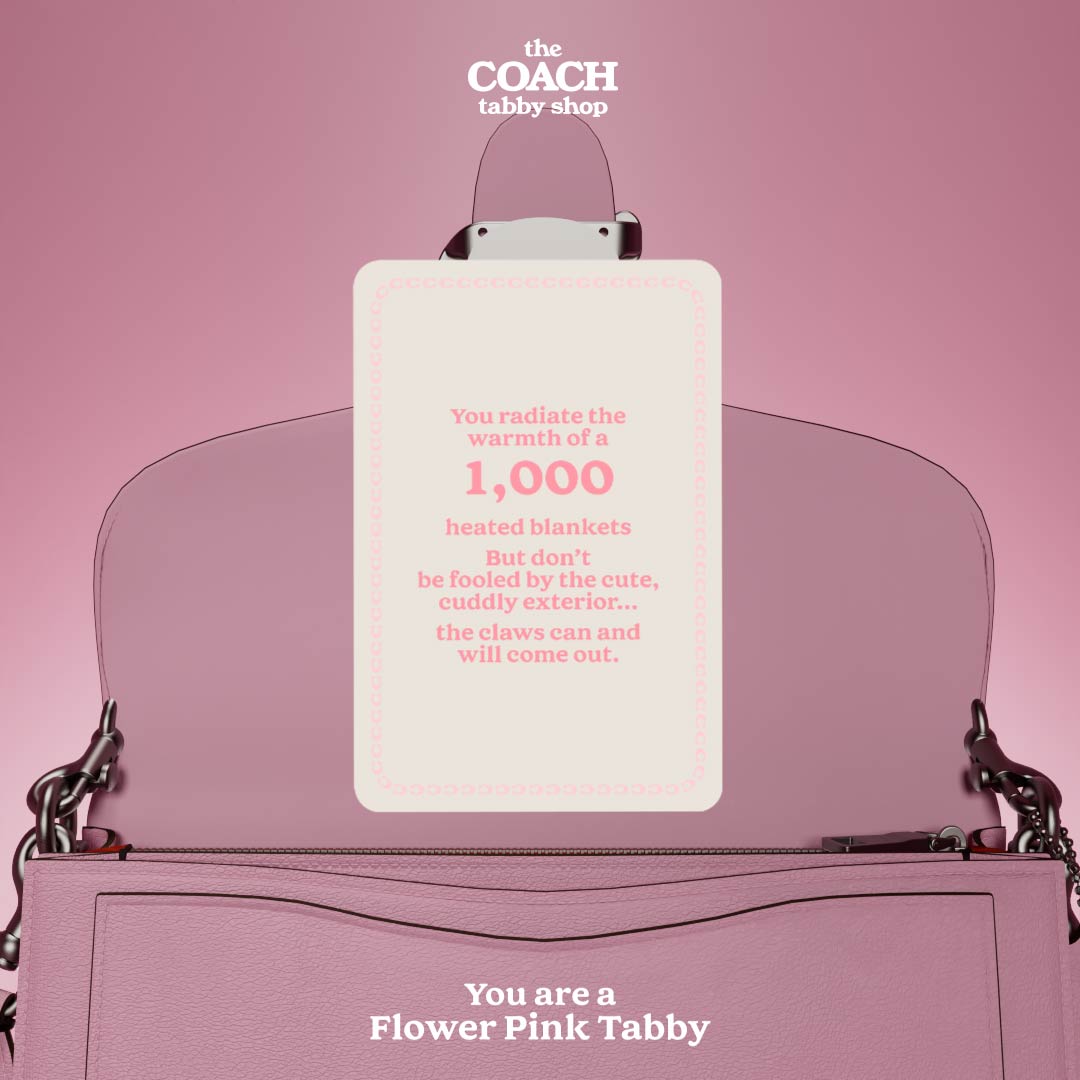 the
COACH
tabby shop
You radiate the
warmth of a
1,000
heated blankets
But don’t
be fooled by the cute,
cuddly exterior...
the claws can and
will come out.
You are a
Flower Pink Tabby